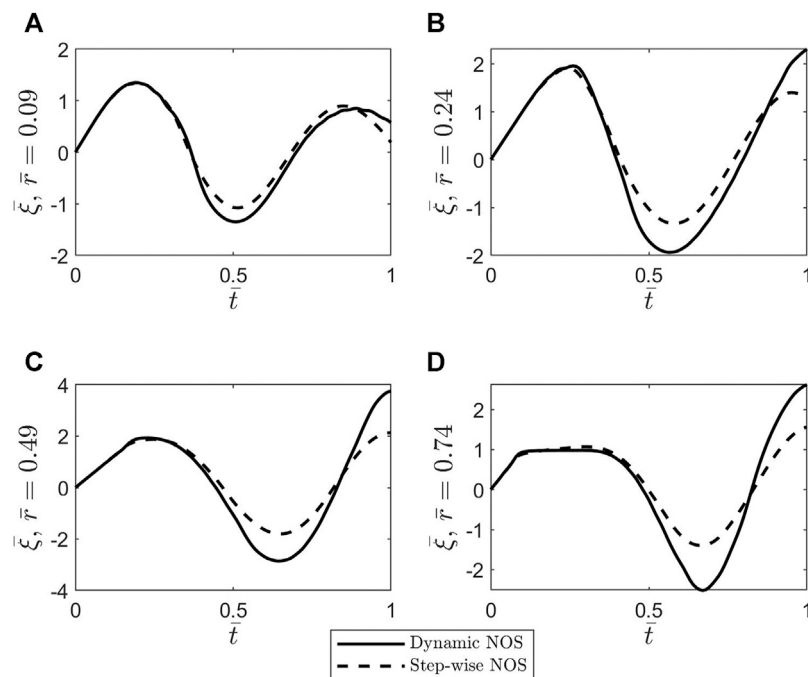 A
ξ̄, r̄ = 0.09
2
1
0
-1
-2
0 0.5 1
t̄
B
ξ̄, r̄ = 0.24
2
1
0
-1
-2
0 0.5 1
t̄
C
ξ̄, r̄ = 0.49
4
2
0
-2
-4
0 0.5 1
t̄
D
ξ̄, r̄ = 0.74
2
1
0
-1
-2
0 0.5 1
t̄
Dynamic NOS
Step-wise NOS